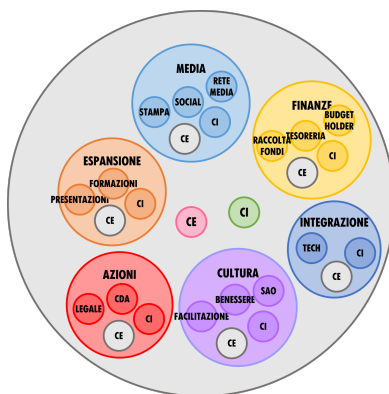 MEDIA
RETE
MEDIA
SOCIAL
STAMPA
CI
CE
FINANZE
BUDGET
HOLDER
TESORERIA
RACCOLTA
FONDI
CI
CE
ESPANSIONE
FORMAZIONI
PRESENTAZIONI
CI
CE
CE
CI
INTEGRAZIONE
TECH
CI
CE
AZIONI
CDA
LEGALE
CI
CE
CULTURA
SAO
BENESSERE
FACILITAZIONE
CI
CE